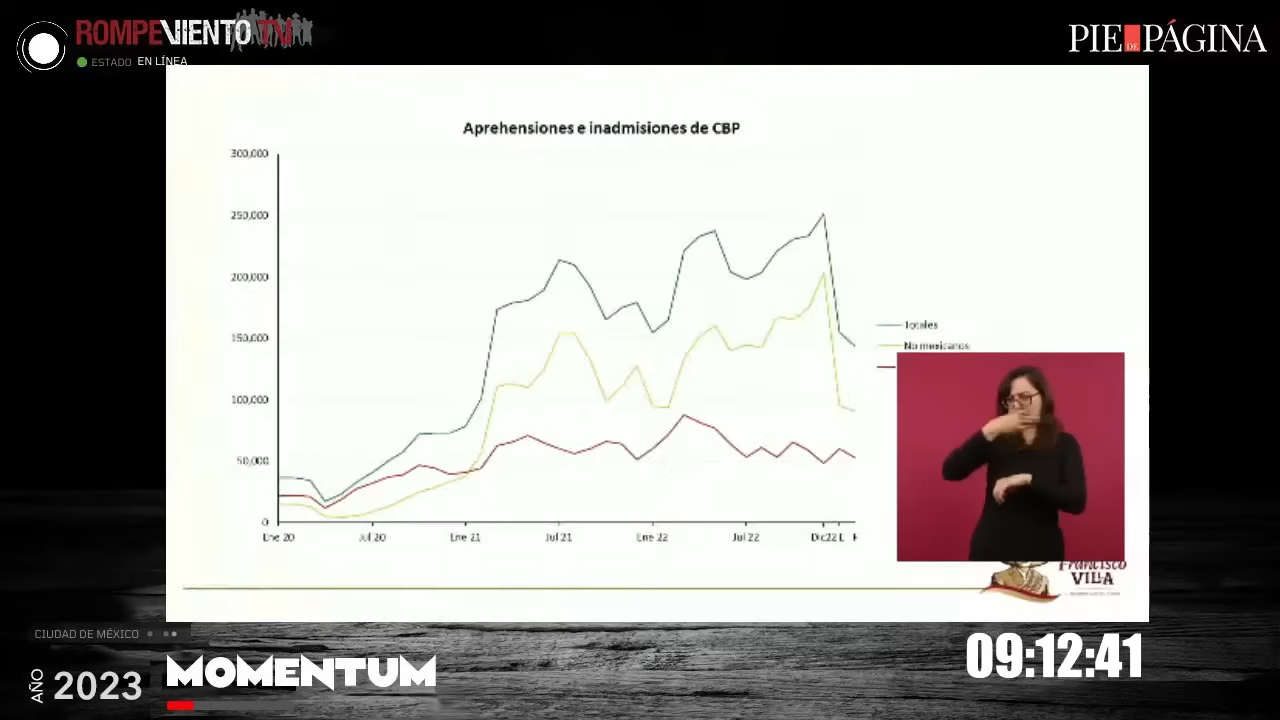 ROMPEVIENTO TV
ESTADO EN LÍNEA
PIE DE PÁGINA
Aprehensiones e inadmisiones de CBP
300,000
250,000
200,000
150,000
100,000
50,000
0
Ene 20
Jul 20
Ene 21
Jul 21
Ene 22
Jul 22
Dic22 E F
Totales
No mexicanos
Francisco
VILLA
CIUDAD DE MÉXICO
AÑO 2023
MOMENTUM
09:12:41